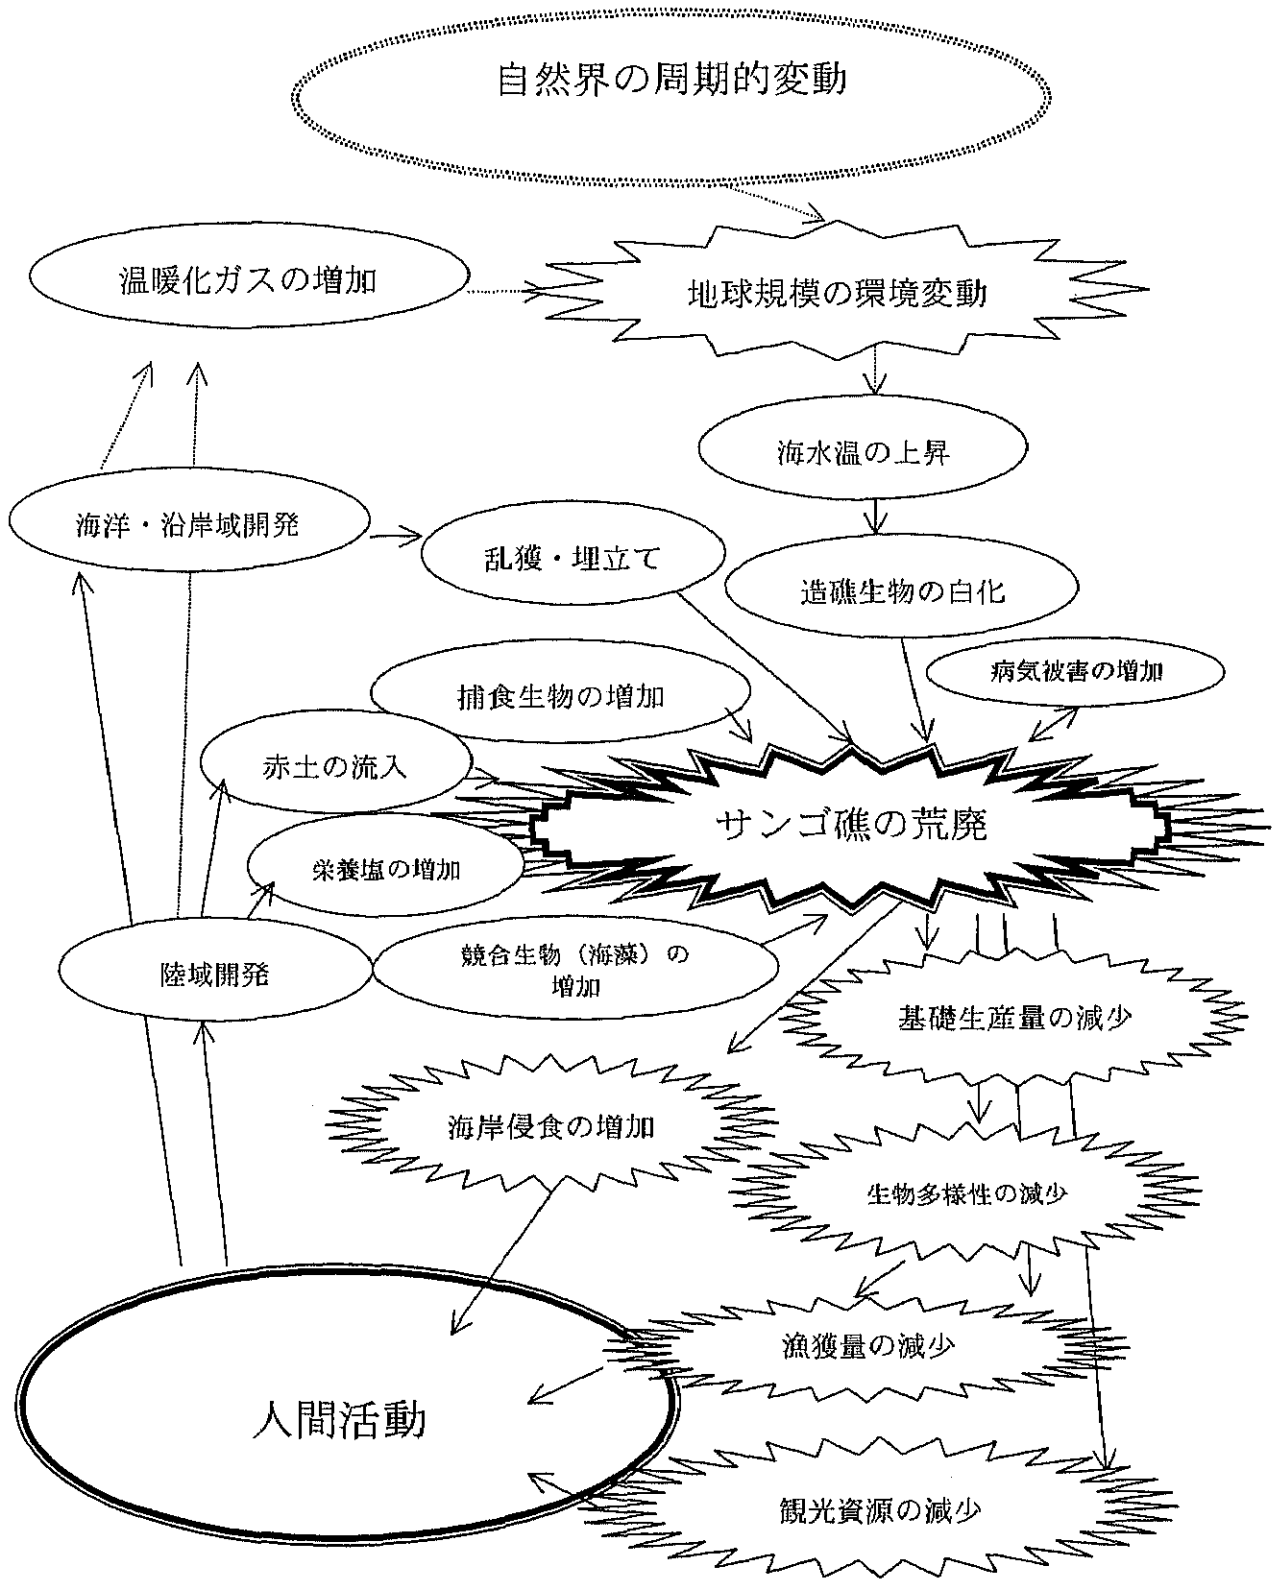 自然界の周期的変動
温暖化ガスの増加
地球規模の環境変動
海水温の上昇
海洋・沿岸域開発
乱獲・埋立て
造礁生物の白化
病気被害の増加
捕食生物の増加
赤土の流入
サンゴ礁の荒廃
栄養塩の増加
競合生物（海藻）の
増加
陸域開発
基礎生産量の減少
海岸侵食の増加
生物多様性の減少
漁獲量の減少
人間活動
観光資源の減少